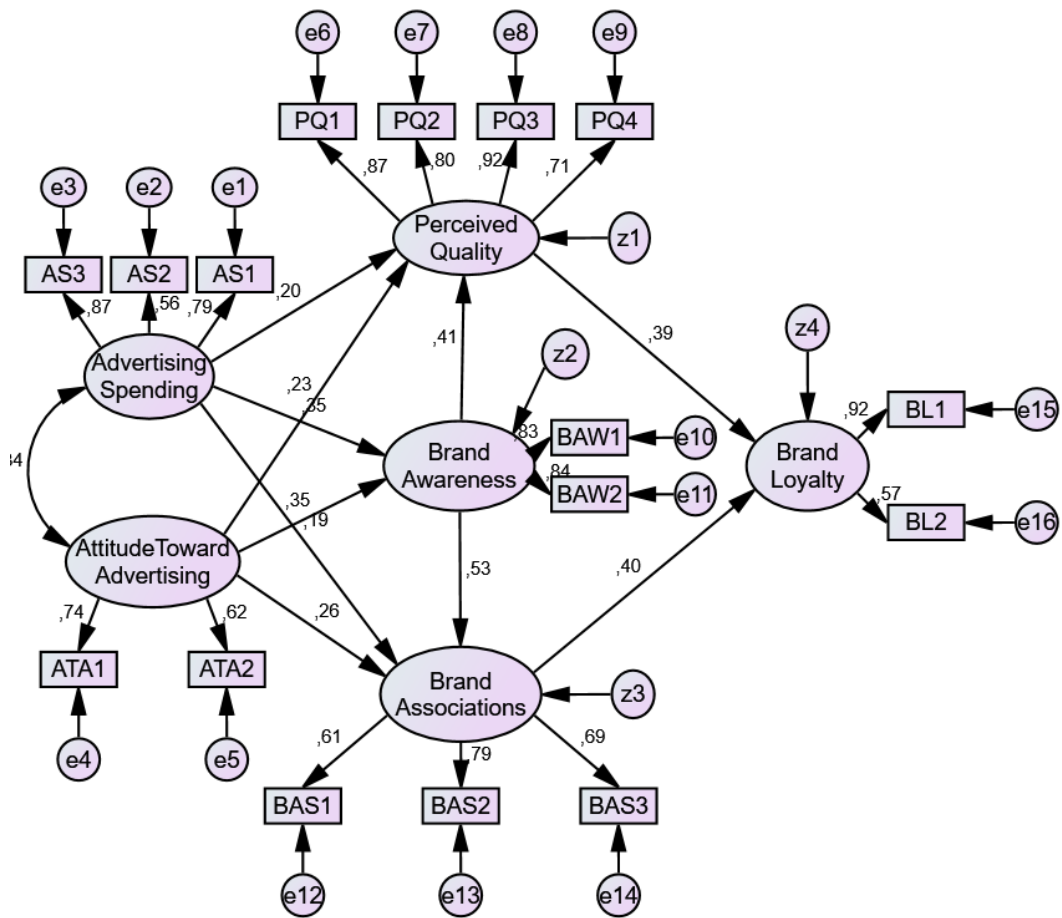 e6 e7 e8 e9
PQ1 PQ2 PQ3 PQ4
,87 ,80 ,92 ,71
e3 e2 e1
Perceived
Quality
z1
AS3 AS2 AS1
,87 ,56 ,79
,20
Advertising
Spending
,41
,39
z2
z4
,23
,35
,92
BL1
e15
Brand
Awareness
,83
BAW1
e10
,84
BAW2
e11
Brand
Loyalty
,57
BL2
e16
34
,35
,19
AttitudeToward
Advertising
,53
,40
,74 ,62
,26
ATA1 ATA2
Brand
Associations
z3
e4 e5
,61 ,79 ,69
BAS1 BAS2 BAS3
e12 e13 e14